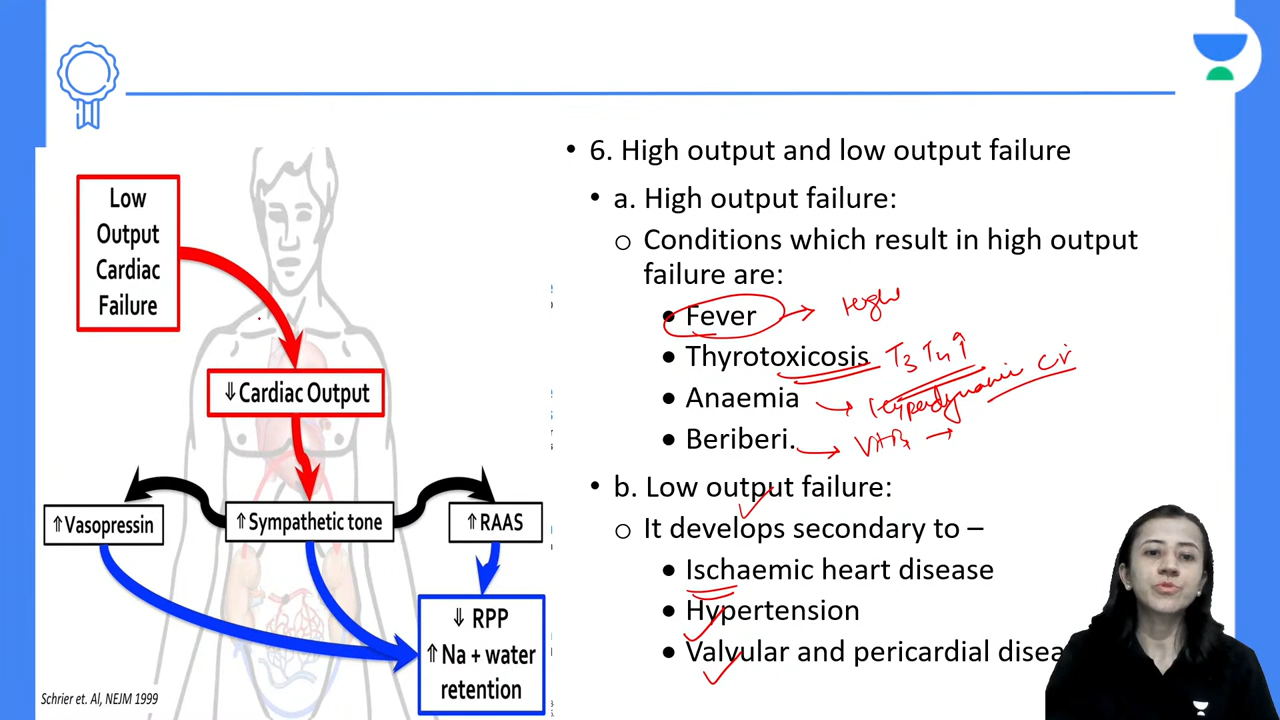 Low
Output
Cardiac
Failure
⇓Cardiac Output
⇑Vasopressin
⇑Sympathetic tone
⇑RAAS
⇓ RPP
⇑Na + water
retention
Schrier et. Al, NEJM 1999
• 6. High output and low output failure
• a. High output failure:
o Conditions which result in high output
failure are:
• Fever → High
• Thyrotoxicosis T3 T4 ↑
• Anaemia → Hyperdynamic
• Beriberi. →
• b. Low output failure:
o It develops secondary to –
• Ischaemic heart disease
• Hypertension
• Valvular and pericardial disea